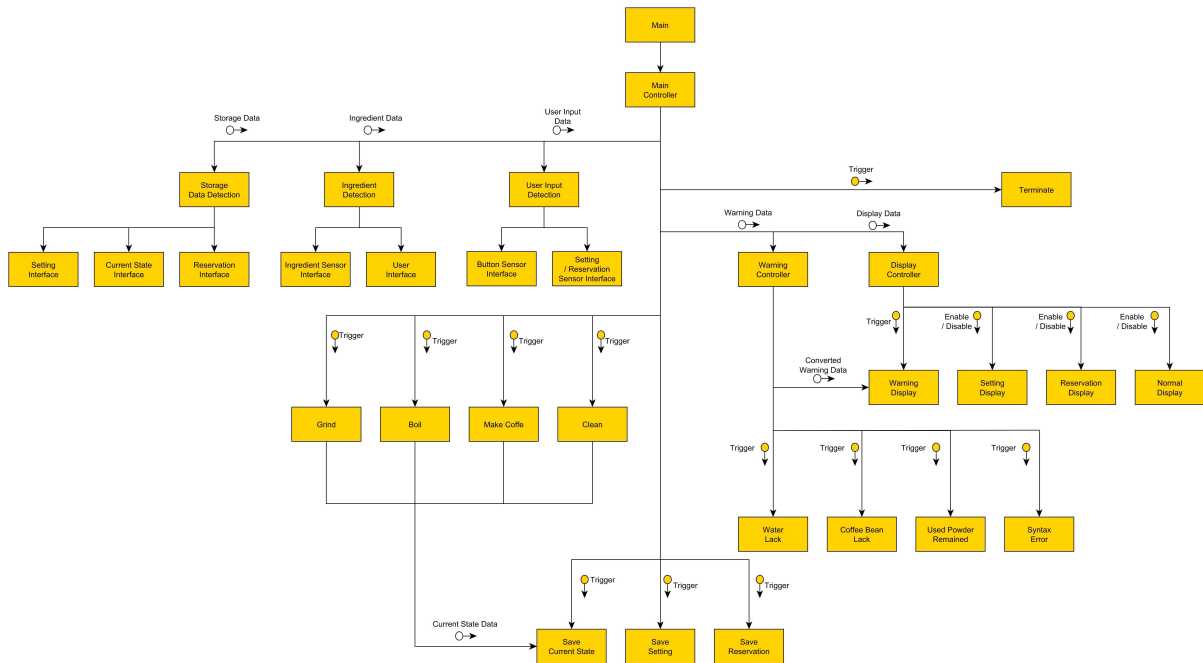 Main
Main
Controller
Storage Data
Ingredient Data
User Input
Data
Storage
Data Detection
Ingredient
Detection
User Input
Detection
Trigger
Terminate
Warning Data
Display Data
Setting
Interface
Current State
Interface
Reservation
Interface
Ingredient Sensor
Interface
User
Interface
Button Sensor
Interface
Setting
/ Reservation
Sensor Interface
Warning
Controller
Display
Controller
Trigger
Trigger
Trigger
Trigger
Trigger
Enable
/ Disable
Enable
/ Disable
Enable
/ Disable
Converted
Warning Data
Warning
Display
Setting
Display
Reservation
Display
Normal
Display
Grind
Boil
Make Coffe
Clean
Trigger
Trigger
Trigger
Trigger
Water
Lack
Coffee Bean
Lack
Used Powder
Remained
Syntax
Error
Trigger
Trigger
Trigger
Current State Data
Save
Current State
Save
Setting
Save
Reservation